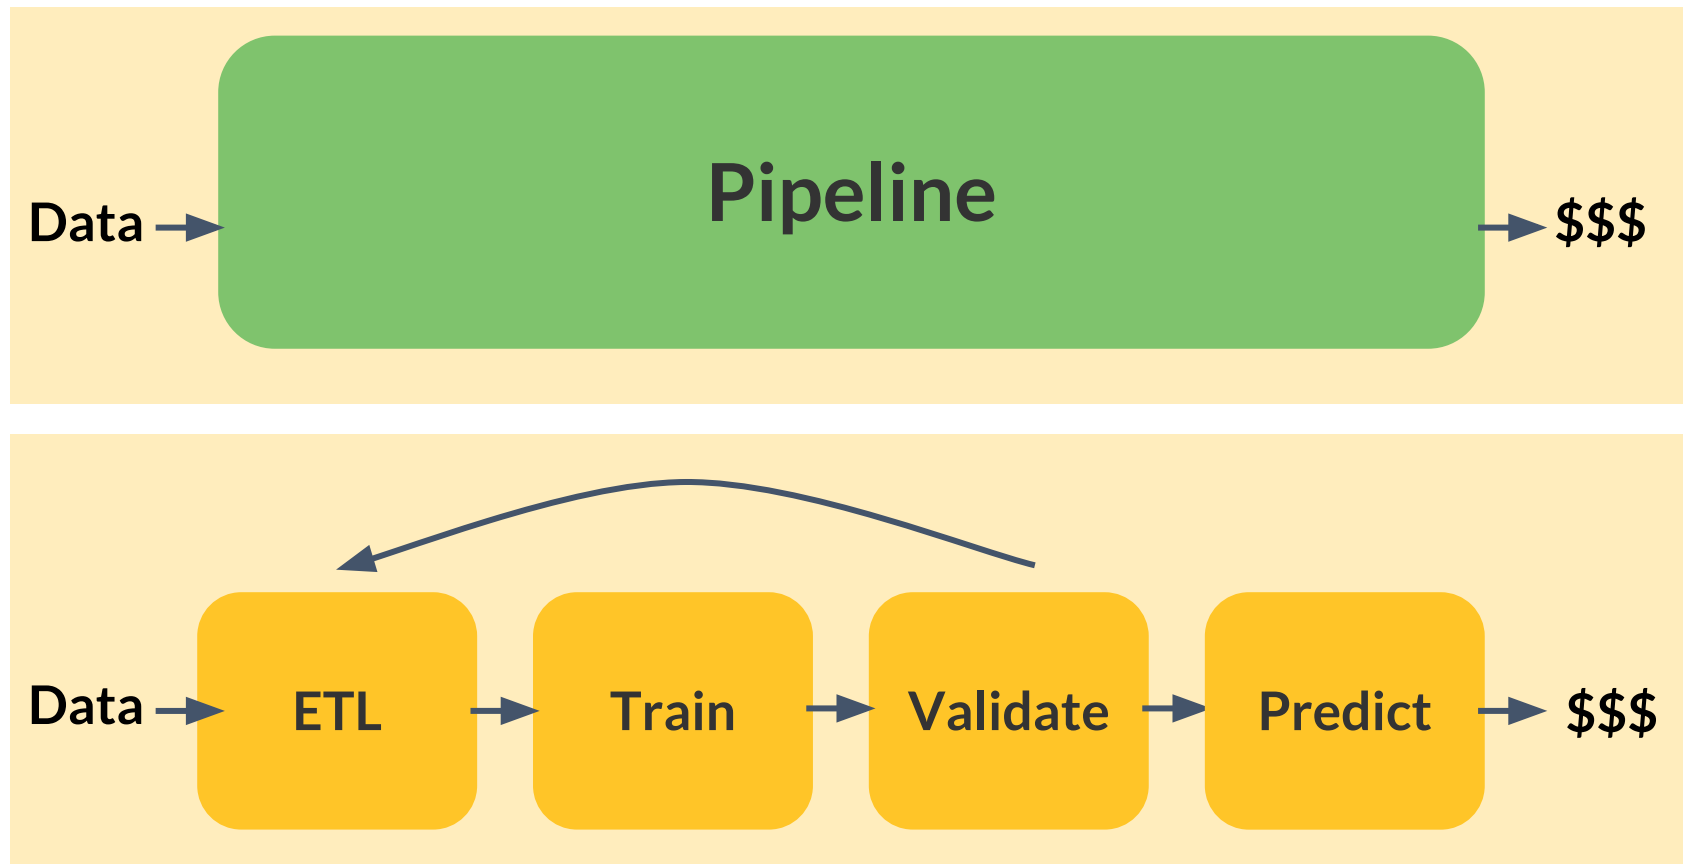 Pipeline
Data
$$$
Data
ETL
Train
Validate
Predict
$$$